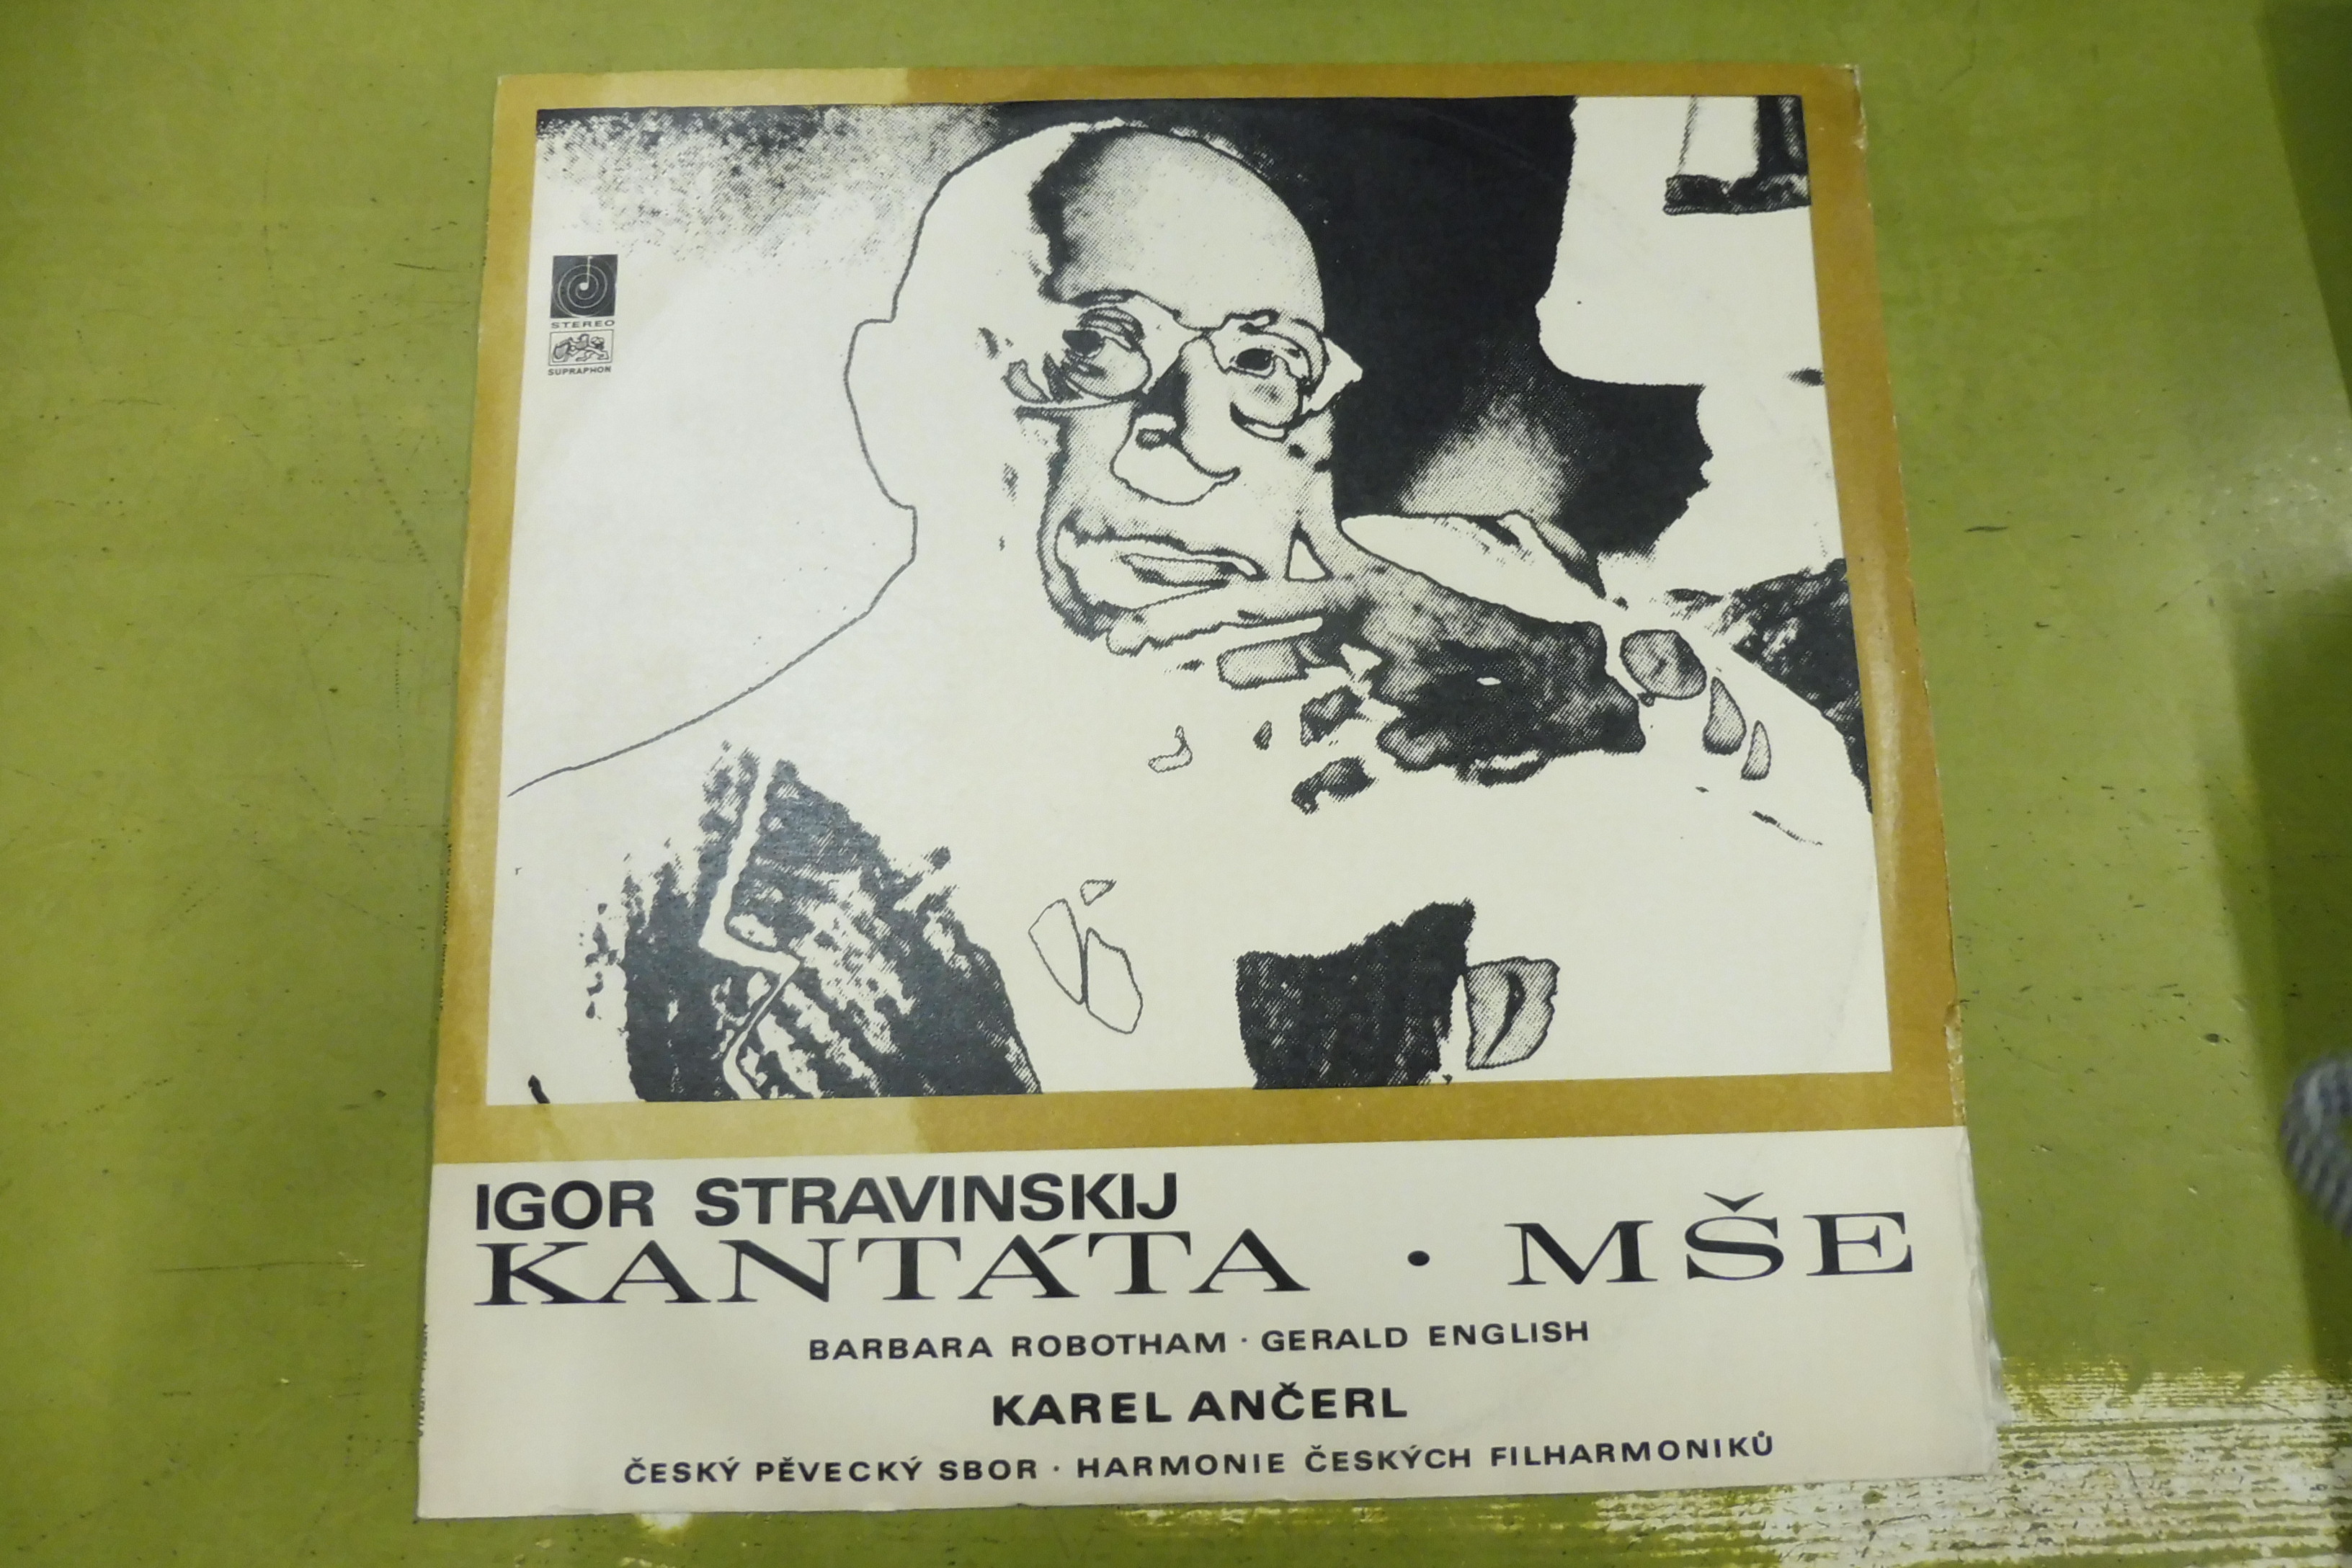 STEREO
SUPRAPHON
IGOR STRAVINSKIJ
KANTÁTA · MŠE
BARBARA ROBOTHAM · GERALD ENGLISH
KAREL ANČERL
ČESKÝ PĚVECKÝ SBOR · HARMONIE ČESKÝCH FILHARMONIKŮ